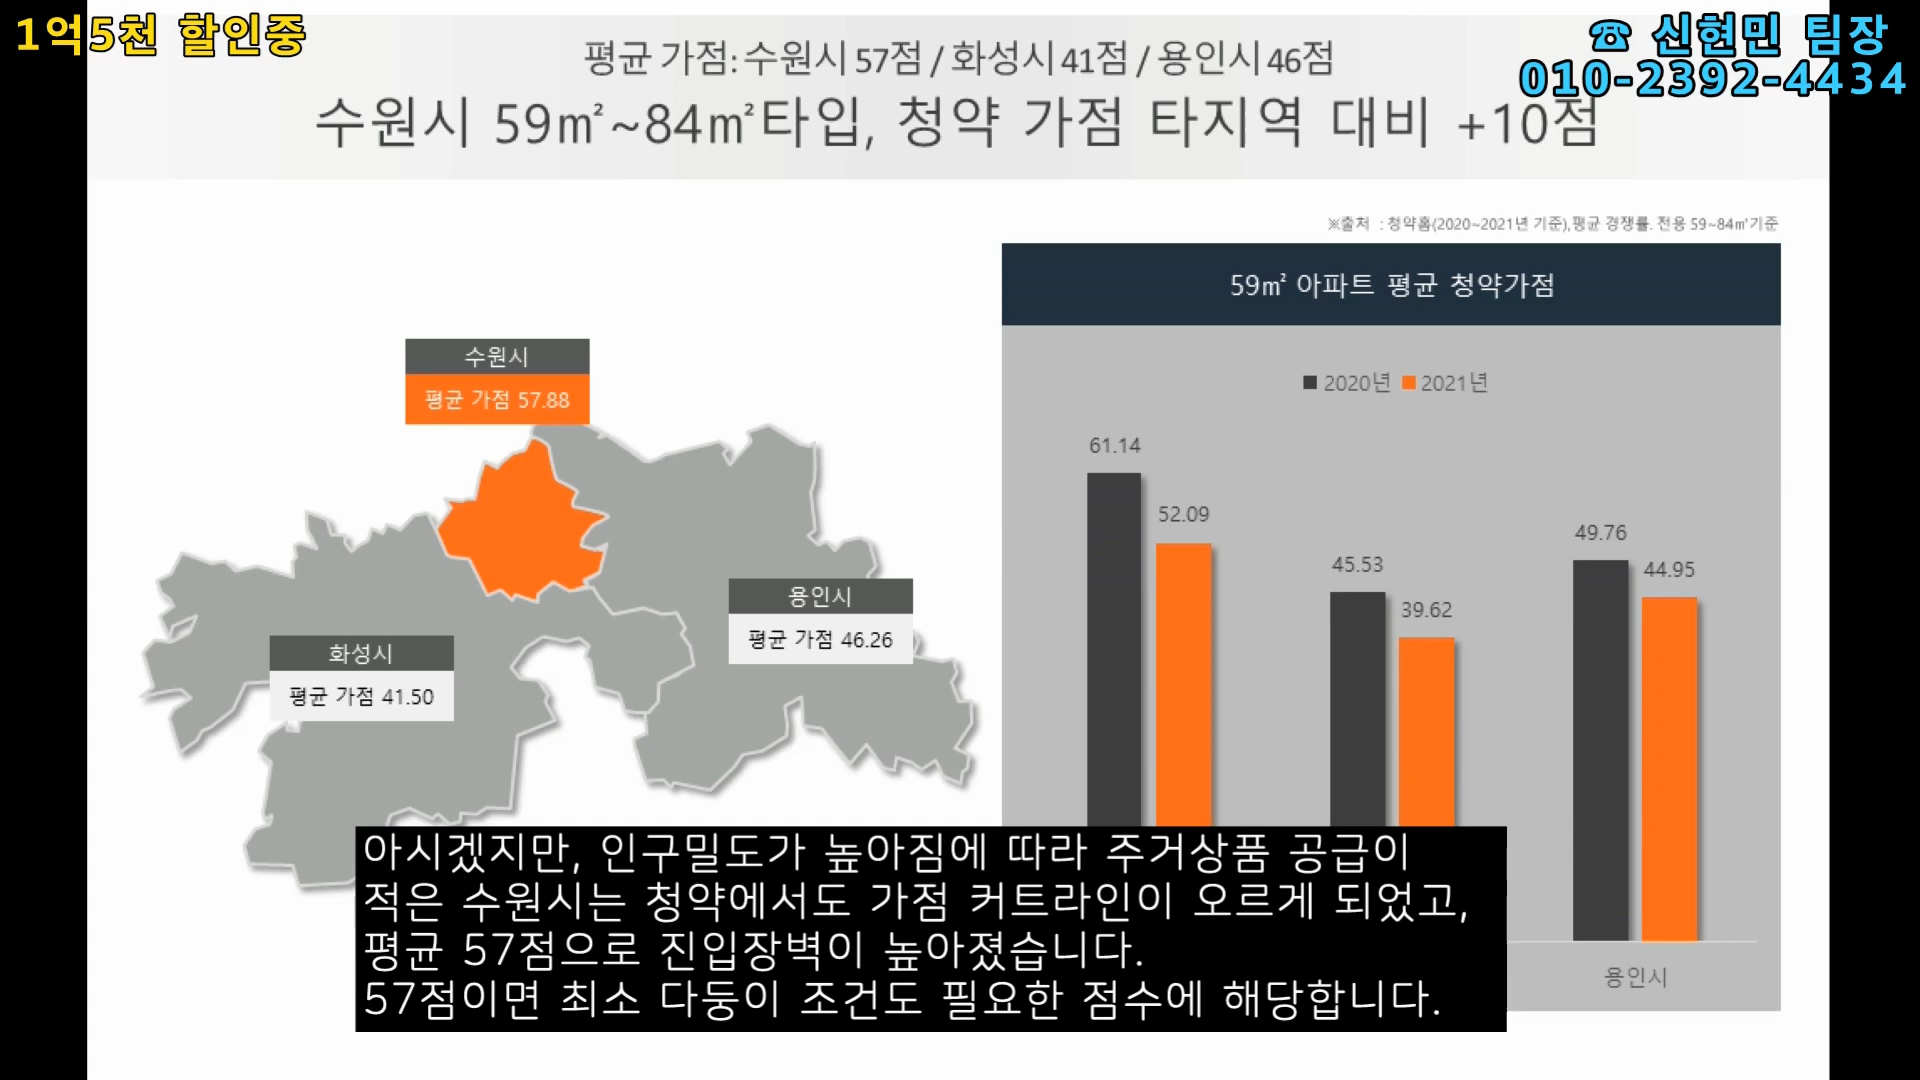 1억5천 할인중
☎ 신현민 팀장
010-2392-4434
평균 가점: 수원시 57점 / 화성시 41점 / 용인시 46점
수원시 59㎡~84㎡타입, 청약 가점 타지역 대비 +10점
※출처 : 청약홈(2020~2021년 기준),평균 경쟁률. 전용 59~84㎡기준
59㎡ 아파트 평균 청약가점
수원시
평균 가점 57.88
화성시
평균 가점 41.50
용인시
평균 가점 46.26
2020년 2021년
61.14
52.09
45.53
39.62
49.76
44.95
용인시
아시겠지만, 인구밀도가 높아짐에 따라 주거상품 공급이
적은 수원시는 청약에서도 가점 커트라인이 오르게 되었고,
평균 57점으로 진입장벽이 높아졌습니다.
57점이면 최소 다둥이 조건도 필요한 점수에 해당합니다.